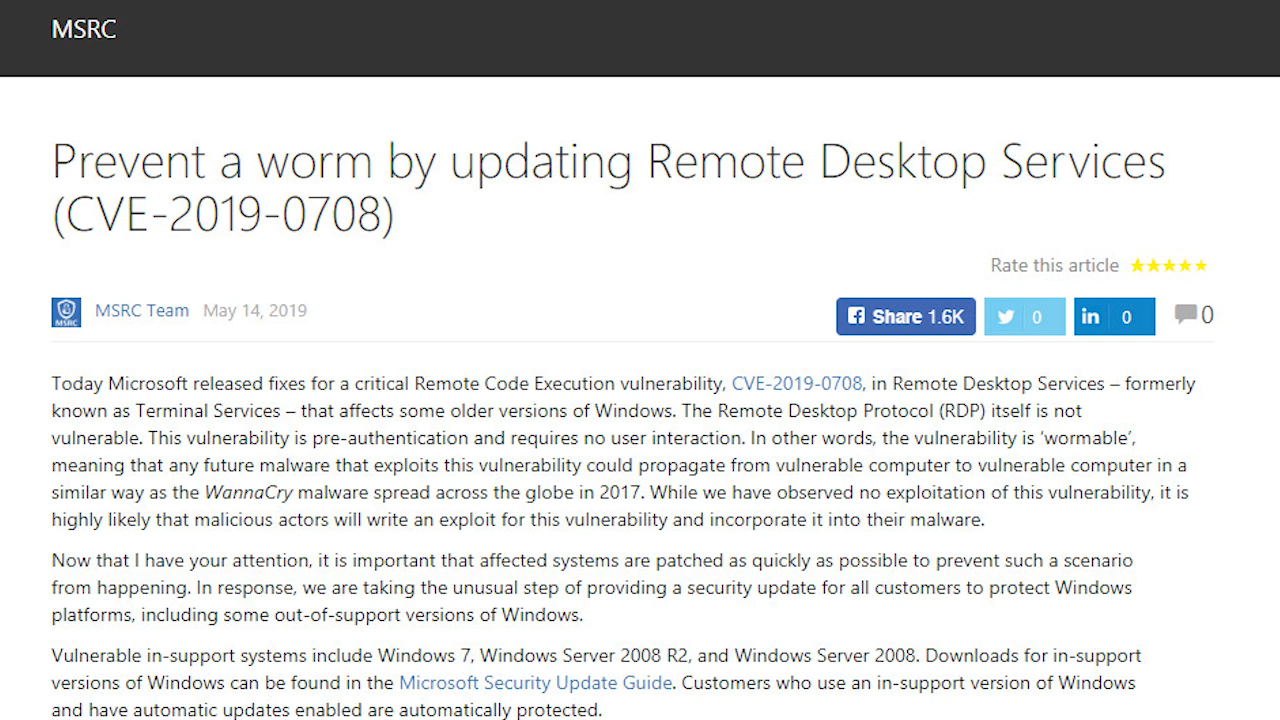 MSRC
Prevent a worm by updating Remote Desktop Services
(CVE-2019-0708)
Rate this article
MSRC
MSRC Team May 14, 2019
Share 1.6K
0
in 0
0
Today Microsoft released fixes for a critical Remote Code Execution vulnerability, CVE-2019-0708, in Remote Desktop Services – formerly
known as Terminal Services – that affects some older versions of Windows. The Remote Desktop Protocol (RDP) itself is not
vulnerable. This vulnerability is pre-authentication and requires no user interaction. In other words, the vulnerability is ‘wormable’,
meaning that any future malware that exploits this vulnerability could propagate from vulnerable computer to vulnerable computer in a
similar way as the WannaCry malware spread across the globe in 2017. While we have observed no exploitation of this vulnerability, it is
highly likely that malicious actors will write an exploit for this vulnerability and incorporate it into their malware.
Now that I have your attention, it is important that affected systems are patched as quickly as possible to prevent such a scenario
from happening. In response, we are taking the unusual step of providing a security update for all customers to protect Windows
platforms, including some out-of-support versions of Windows.
Vulnerable in-support systems include Windows 7, Windows Server 2008 R2, and Windows Server 2008. Downloads for in-support
versions of Windows can be found in the Microsoft Security Update Guide. Customers who use an in-support version of Windows
and have automatic updates enabled are automatically protected.